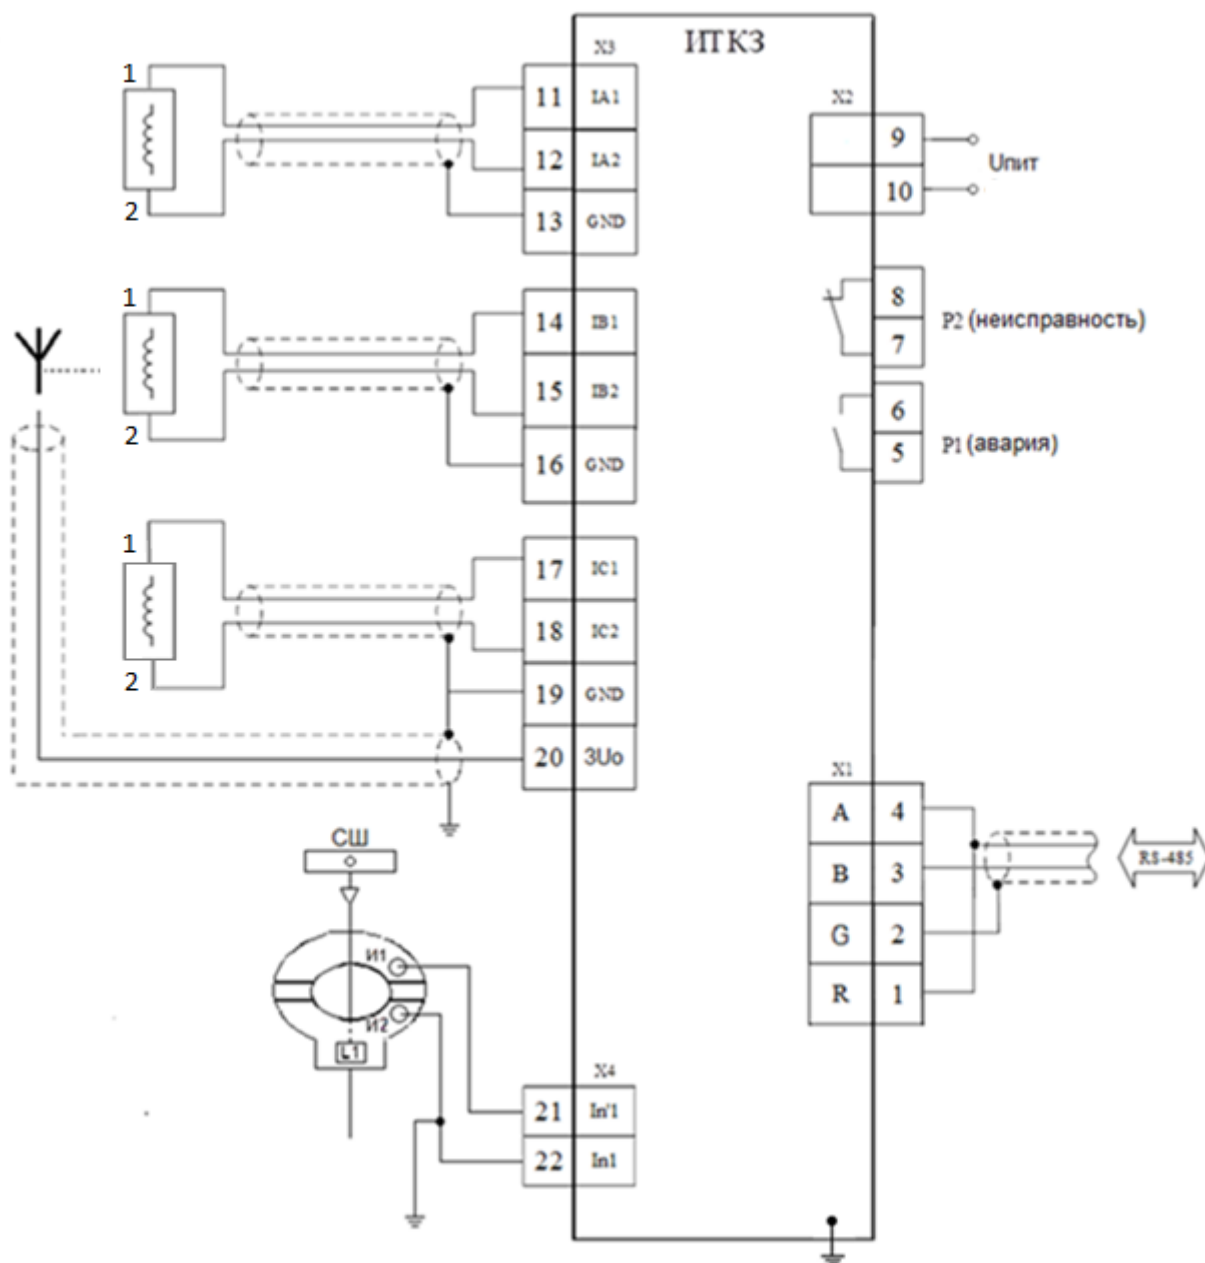 ИТКЗ
X3
1
2
11 IA1
12 IA2
13 GND
1
2
14 IB1
15 IB2
16 GND
1
2
17 IC1
18 IC2
19 GND
20 3Uo
СШ
И1
И2
L1
X4
21 In'1
22 In1
X2
9
10
Uпит
8
7
P2 (неисправность)
6
5
P1 (авария)
X1
A 4
B 3
G 2
R 1
RS-485